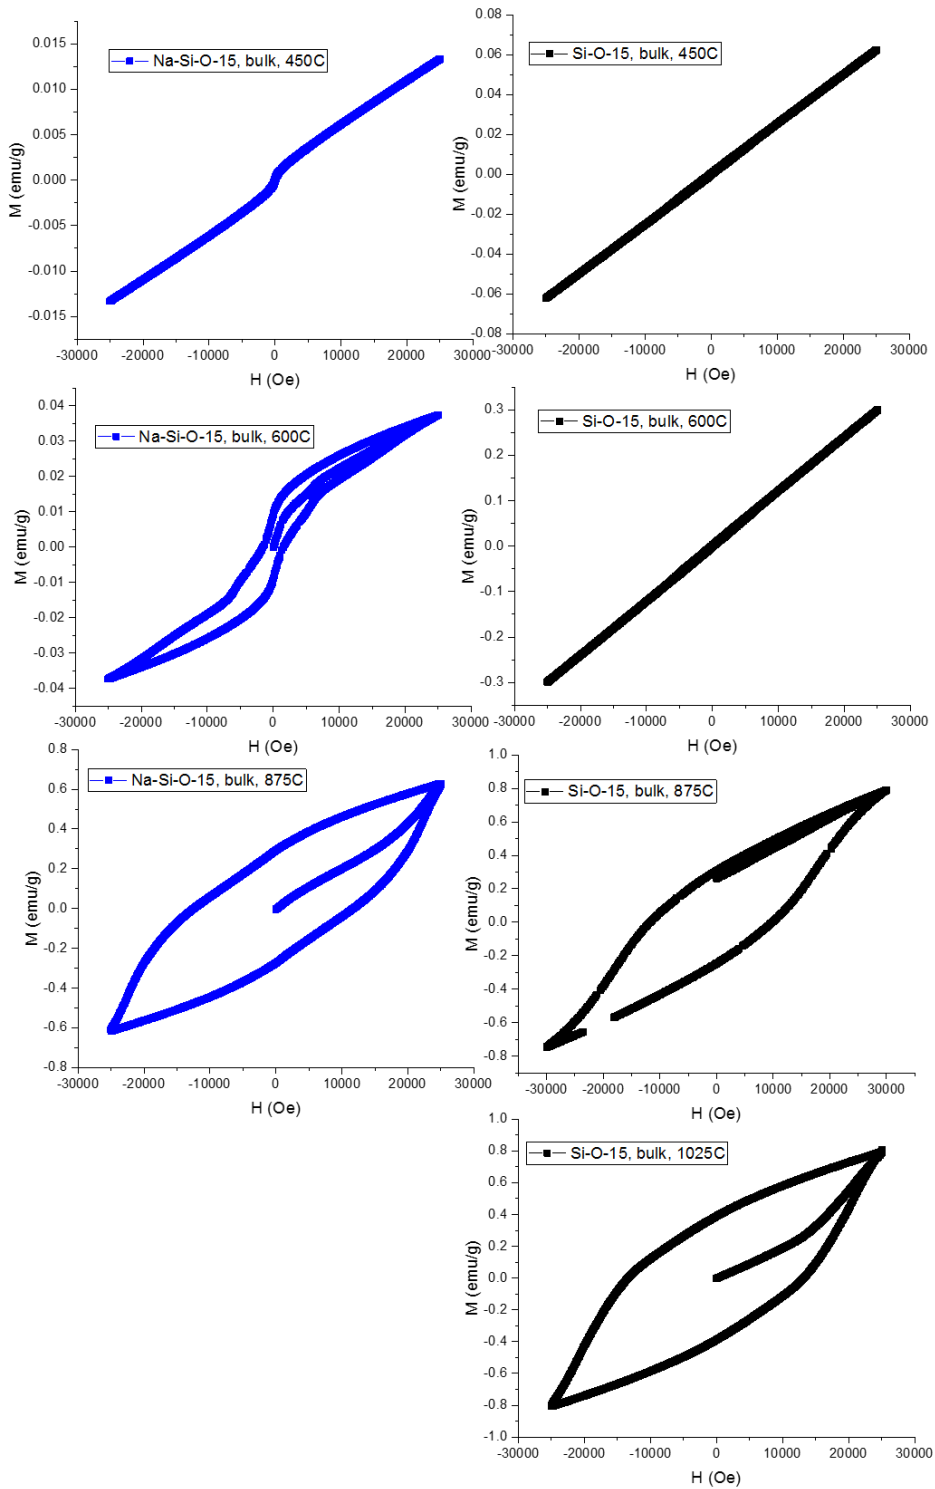 Na-Si-O-15, bulk, 450C
M (emu/g)
0.015
0.010
0.005
0.000
-0.005
-0.010
-0.015
-30000 -20000 -10000 0 10000 20000 30000
H (Oe)
Si-O-15, bulk, 450C
M (emu/g)
0.08
0.06
0.04
0.02
0.00
-0.02
-0.04
-0.06
-0.08
-30000 -20000 -10000 0 10000 20000 30000
H (Oe)
Na-Si-O-15, bulk, 600C
M (emu/g)
0.04
0.03
0.02
0.01
0.00
-0.01
-0.02
-0.03
-0.04
-30000 -20000 -10000 0 10000 20000 30000
H (Oe)
Si-O-15, bulk, 600C
M (emu/g)
0.3
0.2
0.1
0.0
-0.1
-0.2
-0.3
-30000 -20000 -10000 0 10000 20000 30000
H (Oe)
Na-Si-O-15, bulk, 875C
M (emu/g)
0.8
0.6
0.4
0.2
0.0
-0.2
-0.4
-0.6
-0.8
-30000 -20000 -10000 0 10000 20000 30000
H (Oe)
Si-O-15, bulk, 875C
M (emu/g)
1.0
0.8
0.6
0.4
0.2
0.0
-0.2
-0.4
-0.6
-0.8
-30000 -20000 -10000 0 10000 20000 30000
H (Oe)
Si-O-15, bulk, 1025C
M (emu/g)
1.0
0.8
0.6
0.4
0.2
0.0
-0.2
-0.4
-0.6
-0.8
-1.0
-30000 -20000 -10000 0 10000 20000 30000
H (Oe)